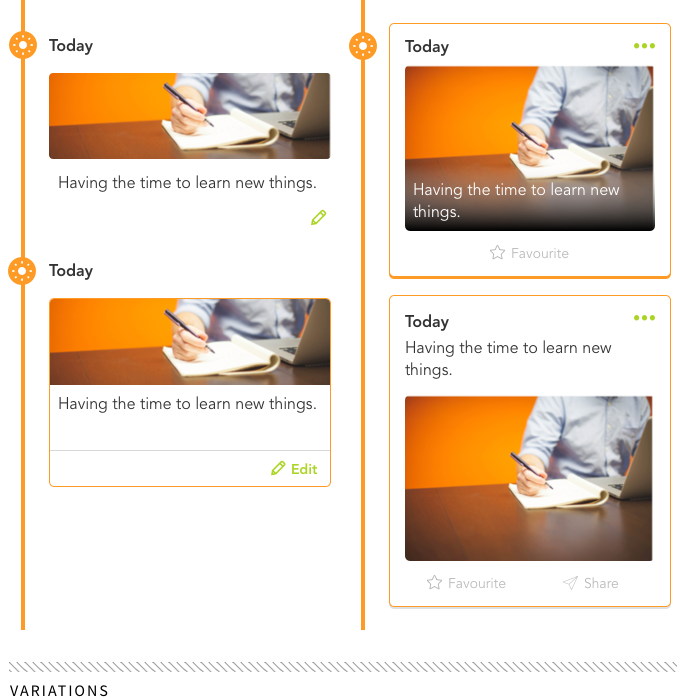 Today
Having the time to learn new things.
Today
Having the time to learn new things.
Edit
Today
Having the time to learn new
things.
Favourite
Today
Having the time to learn new
things.
Favourite
Share
VARIATIONS